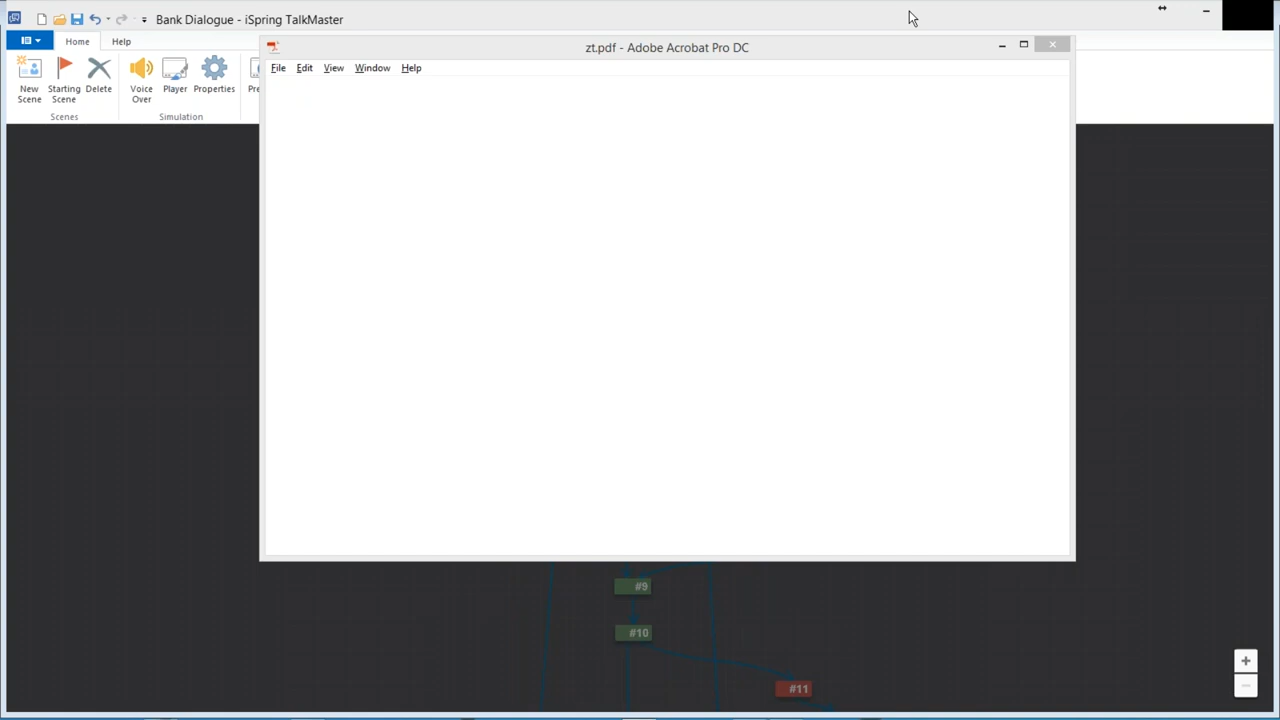 Bank Dialogue - iSpring TalkMaster
zt.pdf - Adobe Acrobat Pro DC
Home Help
File Edit View Window Help
New Scene
Starting Scene
Delete
Voice Over
Player
Properties
Pre
Scenes
Simulation
#9
#10
#11